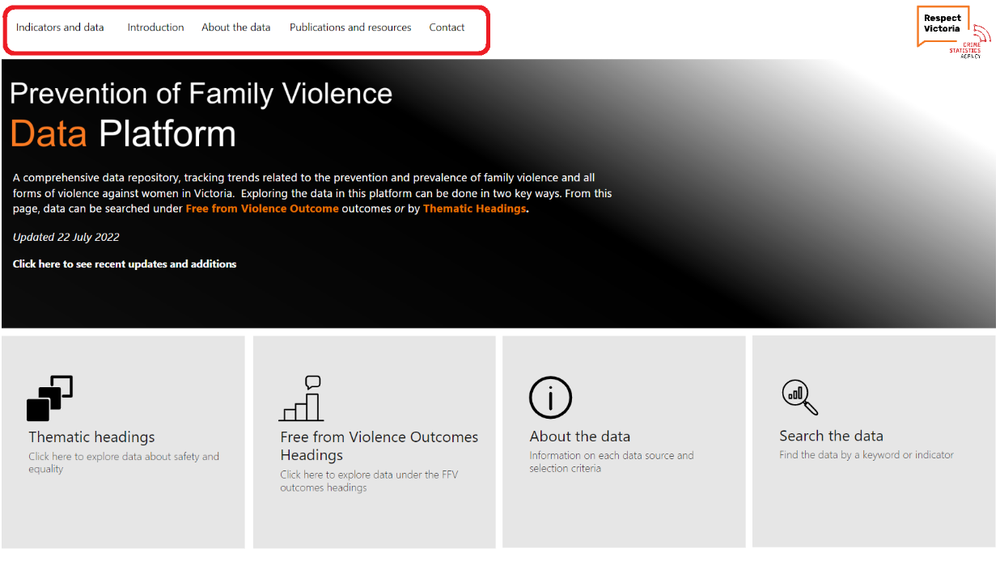 Indicators and data Introduction About the data Publications and resources Contact
Respect
Victoria
CRIME
STATISTICS
AGENCY
Prevention of Family Violence
Data Platform
A comprehensive data repository, tracking trends related to the prevention and prevalence of family violence and all
forms of violence against women in Victoria. Exploring the data in this platform can be done in two key ways. From this
page, data can be searched under Free from Violence Outcome outcomes or by Thematic Headings.
Updated 22 July 2022
Click here to see recent updates and additions
Thematic headings
Click here to explore data about safety and
equality
Free from Violence Outcomes
Headings
Click here to explore data under the FFV
outcomes headings
About the data
Information on each data source and
selection criteria
Search the data
Find the data by a keyword or indicator